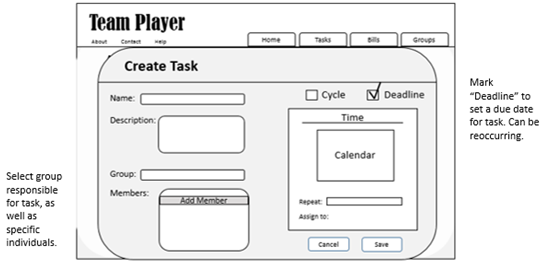 Team Player
About Contact Help
Home Tasks Bills Groups
Create Task
Name:
Cycle Deadline
Description:
Time
Calendar
Group:
Members:
Add Member
Repeat:
Assign to:
Cancel Save
Mark
“Deadline” to
set a due date
for task. Can be
reoccurring.
Select group
responsible
for task, as
well as
specific
individuals.